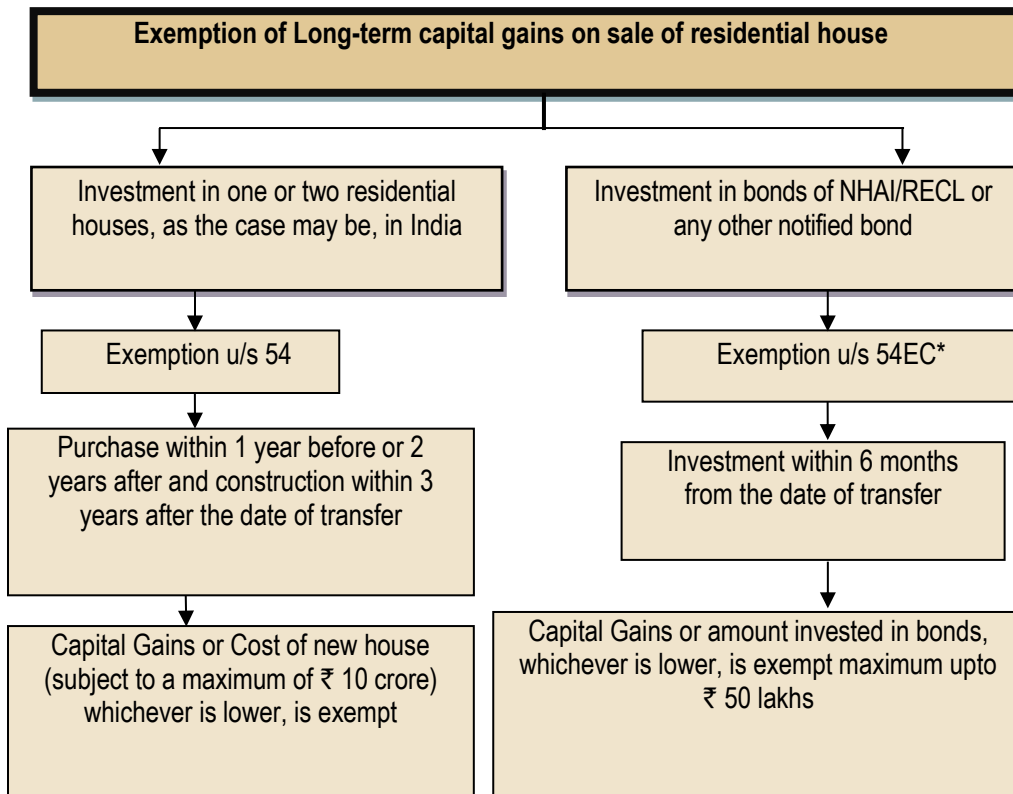 Exemption of Long-term capital gains on sale of residential house
Investment in one or two residential
houses, as the case may be, in India
Exemption u/s 54
Purchase within 1 year before or 2
years after and construction within 3
years after the date of transfer
Capital Gains or Cost of new house
(subject to a maximum of ₹ 10 crore)
whichever is lower, is exempt
Investment in bonds of NHAI/RECL or
any other notified bond
Exemption u/s 54EC*
Investment within 6 months
from the date of transfer
Capital Gains or amount invested in bonds,
whichever is lower, is exempt maximum upto
₹ 50 lakhs